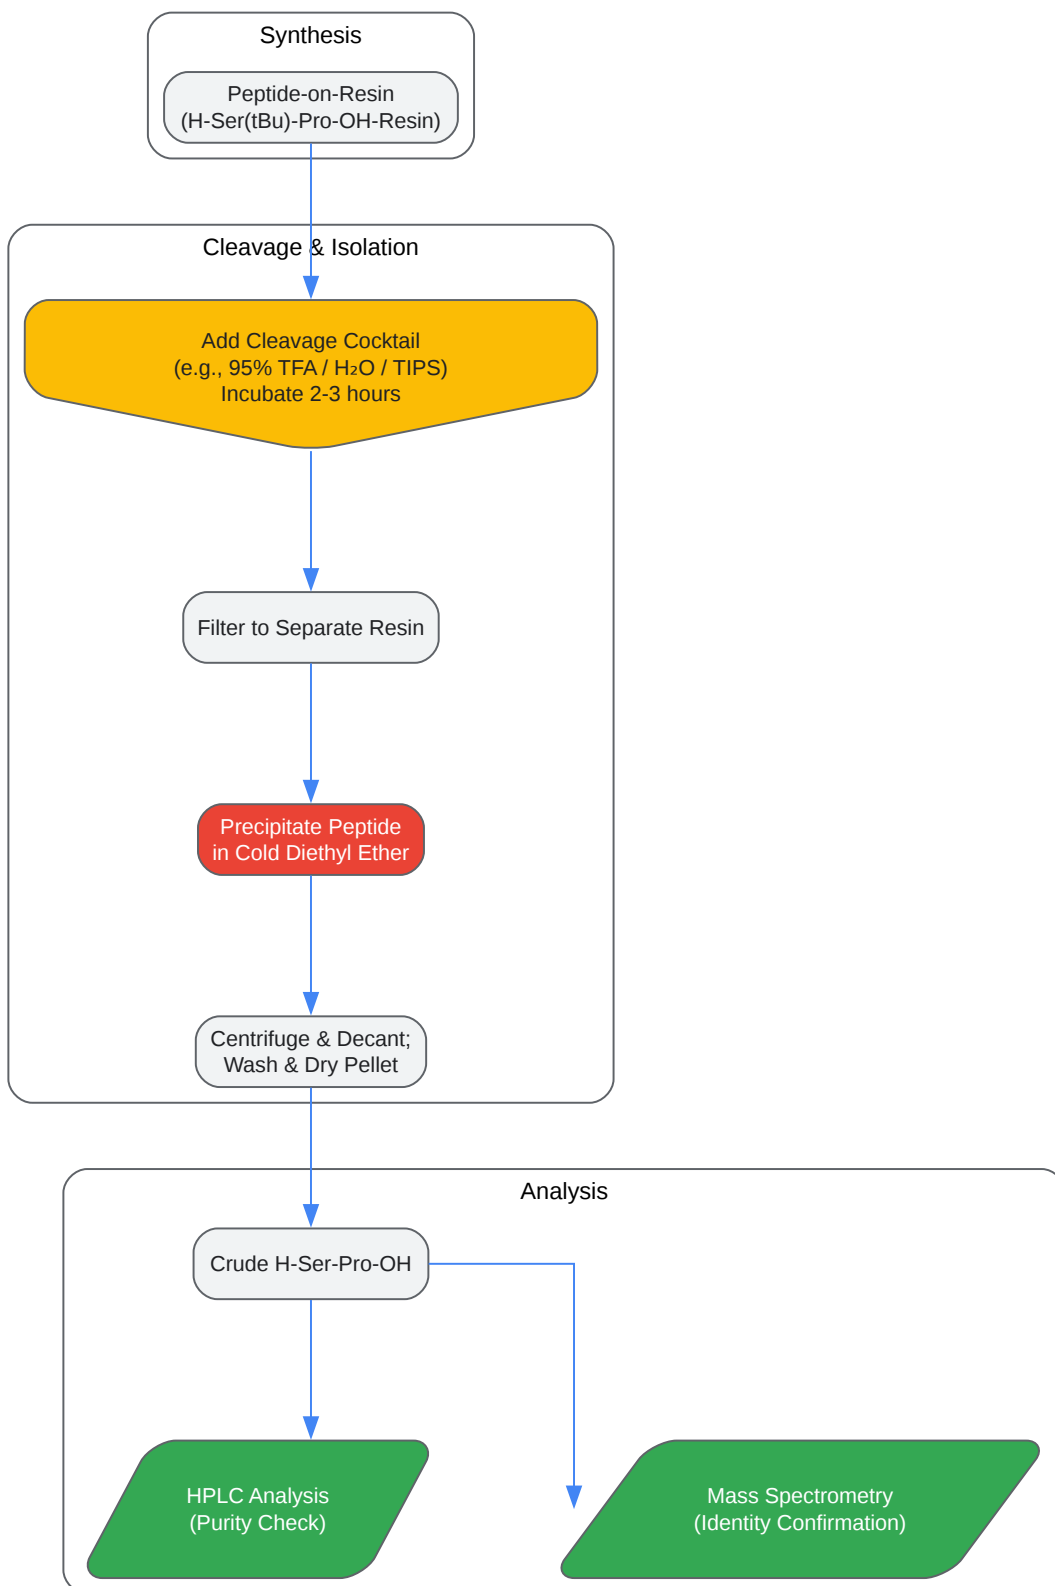 Synthesis
Peptide-on-Resin
(H-Ser(tBu)-Pro-OH-Resin)
Cleavage & Isolation
Add Cleavage Cocktail
(e.g., 95% TFA / H₂O / TIPS)
Incubate 2-3 hours
Filter to Separate Resin
Precipitate Peptide
in Cold Diethyl Ether
Centrifuge & Decant;
Wash & Dry Pellet
Analysis
Crude H-Ser-Pro-OH
HPLC Analysis
(Purity Check)
Mass Spectrometry
(Identity Confirmation)